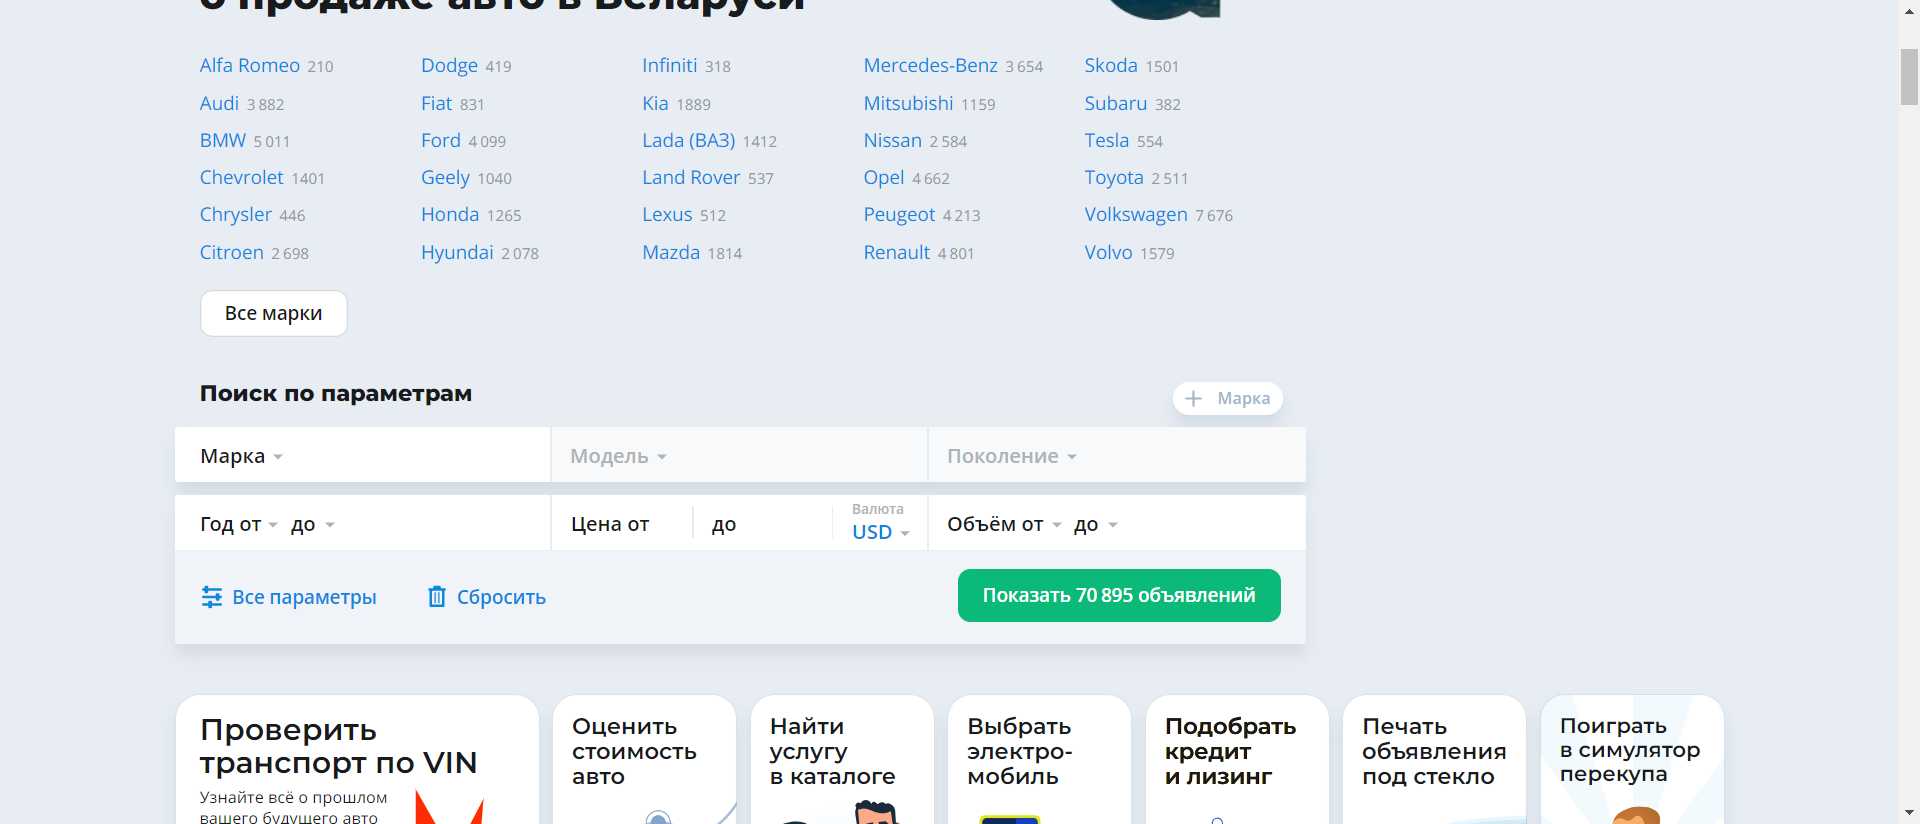 о продаже авто в Беларуси
Alfa Romeo 210
Dodge 419
Infiniti 318
Mercedes-Benz 3 654
Skoda 1501
Audi 3 882
Fiat 831
Kia 1889
Mitsubishi 1159
Subaru 382
BMW 5 011
Ford 4 099
Lada (ВАЗ) 1412
Nissan 2 584
Tesla 554
Chevrolet 1401
Geely 1040
Land Rover 537
Opel 4 662
Toyota 2 511
Chrysler 446
Honda 1265
Lexus 512
Peugeot 4 213
Volkswagen 7 676
Citroen 2 698
Hyundai 2 078
Mazda 1814
Renault 4 801
Volvo 1579
Все марки
Поиск по параметрам
Марка
Марка
Модель
Поколение
Год от
до
Цена от
до
Валюта
USD
Объём от
до
Все параметры
Сбросить
Показать 70 895 объявлений
Проверить
транспорт по VIN
Узнайте всё о прошлом
вашего будущего авто
Оценить
стоимость
авто
Найти
услугу
в каталоге
Выбрать
электро-
мобиль
Подобрать
кредит
и лизинг
Печать
объявления
под стекло
Поиграть
в симулятор
перекупа